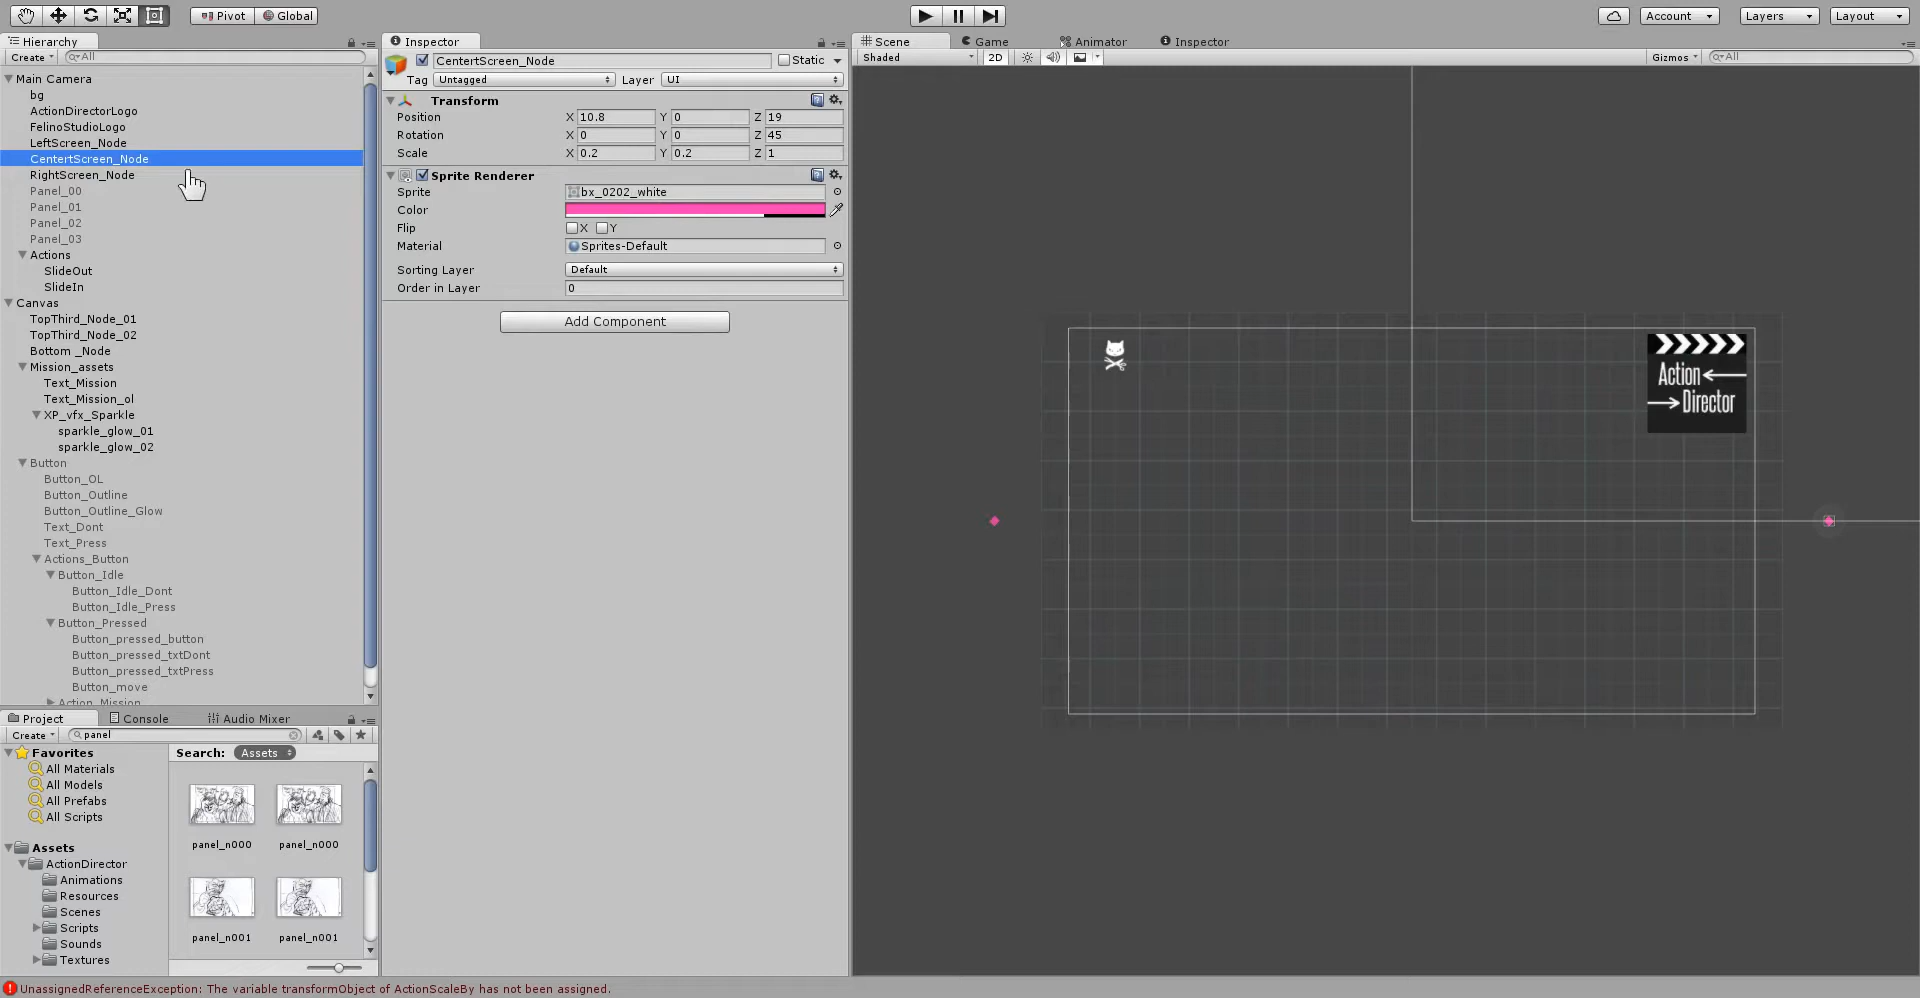 Pivot Global Account Layers Layout
Hierarchy
Create All
Main Camera
bg
ActionDirectorLogo
FelinoStudioLogo
LeftScreen_Node
CentertScreen_Node
RightScreen_Node
Panel_00
Panel_01
Panel_02
Panel_03
Actions
SlideOut
SlideIn
Canvas
TopThird_Node_01
TopThird_Node_02
Bottom _Node
Mission_assets
Text_Mission
Text_Mission_ol
XP_vfx_Sparkle
sparkle_glow_01
sparkle_glow_02
Button
Button_OL
Button_Outline
Button_Outline_Glow
Text_Dont
Text_Press
Actions_Button
Button_Idle
Button_Idle_Dont
Button_Idle_Press
Button_Pressed
Button_pressed_button
Button_pressed_txtDont
Button_pressed_txtPress
Button_move
Action_Mission
Inspector
CentertScreen_Node Static
Tag Untagged Layer UI
Transform
Position X 10.8 Y 0 Z 19
Rotation X 0 Y 0 Z 45
Scale X 0.2 Y 0.2 Z 1
Sprite Renderer
Sprite bx_0202_white
Color
Flip X Y
Material Sprites-Default
Sorting Layer Default
Order in Layer 0
Add Component
Scene Game Animator Inspector
Shaded 2D Gizmos All
Action
Director
Project Console Audio Mixer
Create panel
Favorites
All Materials
All Models
All Prefabs
All Scripts
Assets
ActionDirector
Animations
Resources
Scenes
Scripts
Sounds
Textures
Search: Assets
panel_n000 panel_n000
panel_n001 panel_n001
UnassignedReferenceException: The variable transformObject of ActionScaleBy has not been assigned.